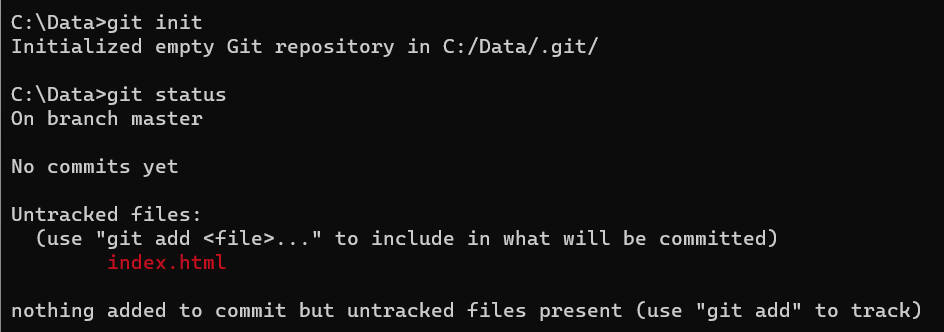 C:\Data>git init
Initialized empty Git repository in C:/Data/.git/
C:\Data>git status
On branch master
No commits yet
Untracked files:
(use "git add <file>..." to include in what will be committed)
index.html
nothing added to commit but untracked files present (use "git add" to track)